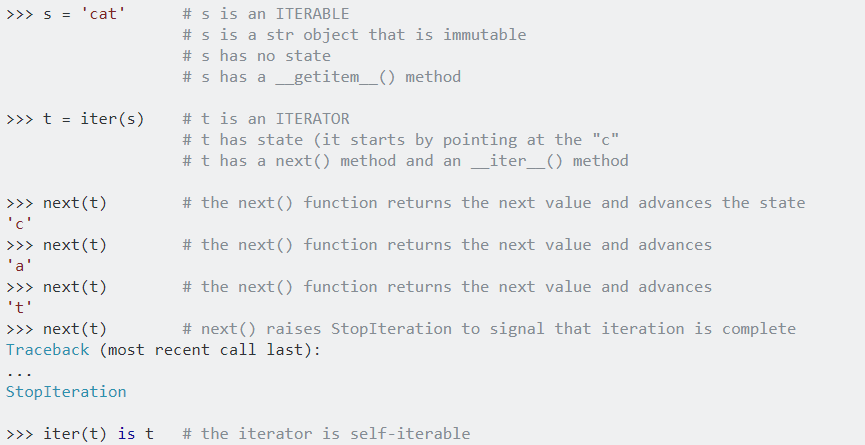 >>> s = 'cat'      # s is an ITERABLE
                   # s is a str object that is immutable
                   # s has no state
                   # s has a __getitem__() method
>>> t = iter(s)    # t is an ITERATOR
                   # t has state (it starts by pointing at the "c"
                   # t has a next() method and an __iter__() method
>>> next(t)        # the next() function returns the next value and advances the state
'c'
>>> next(t)        # the next() function returns the next value and advances
'a'
>>> next(t)        # the next() function returns the next value and advances
't'
>>> next(t)        # next() raises StopIteration to signal that iteration is complete
Traceback (most recent call last):
...
StopIteration
>>> iter(t) is t   # the iterator is self-iterable